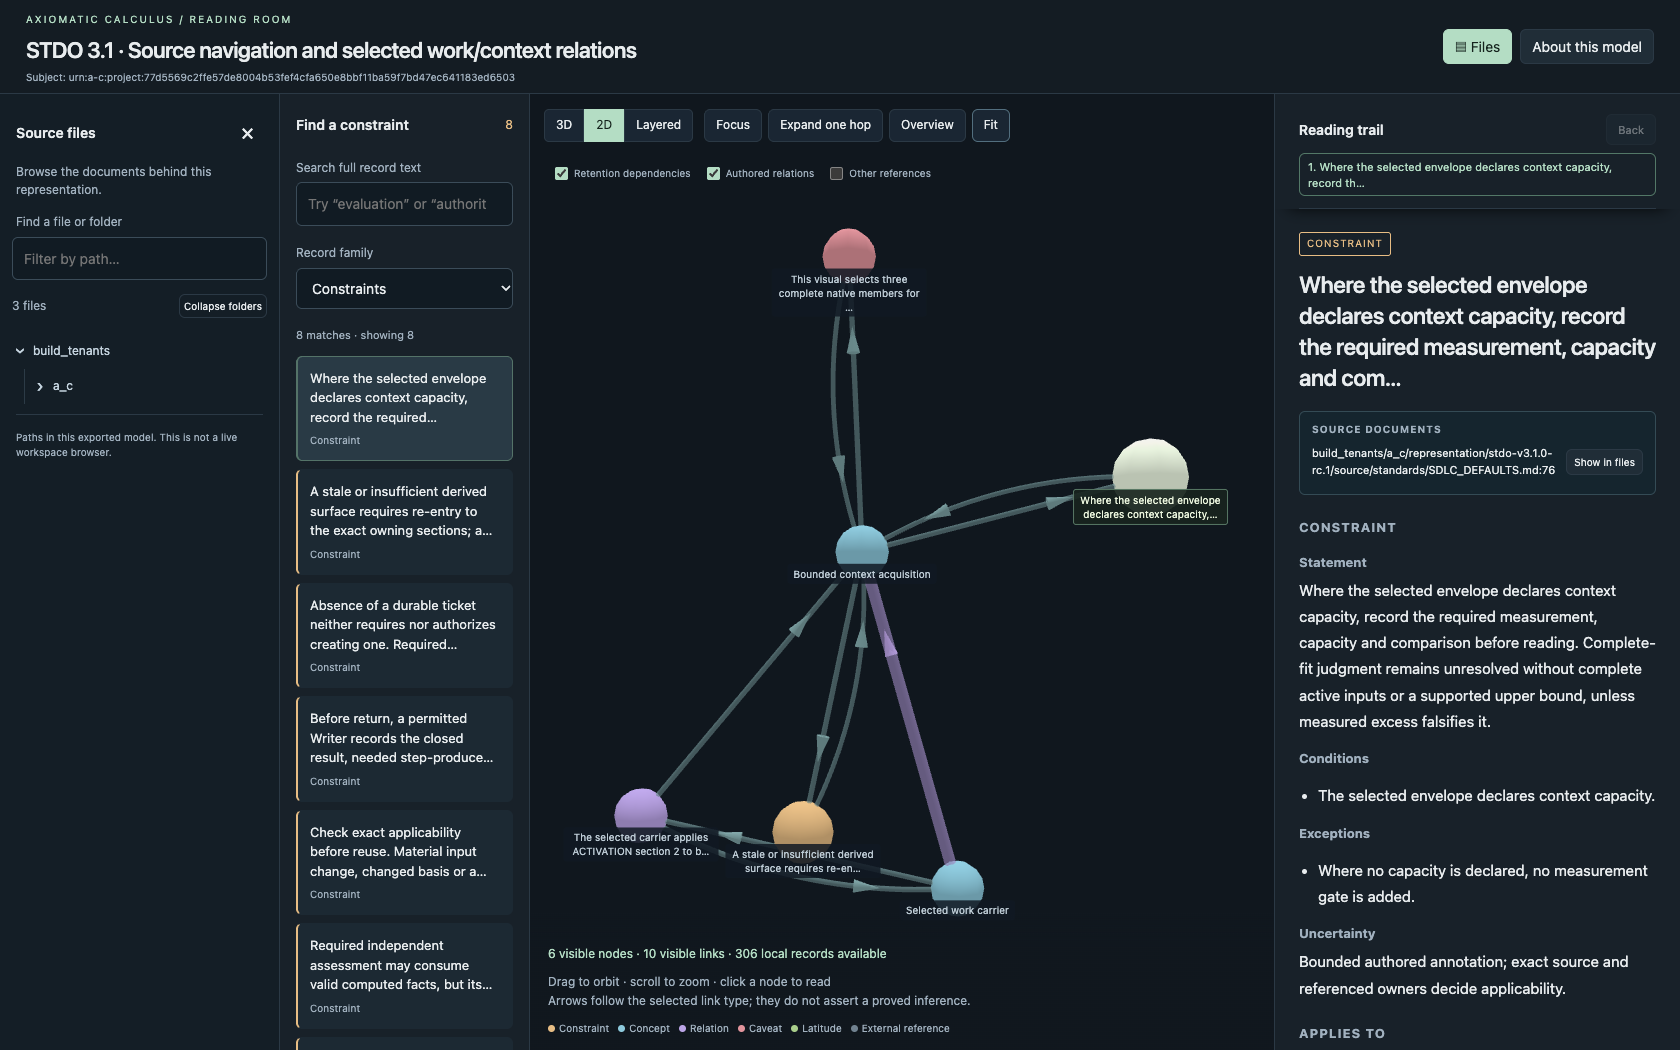 AXIOMATIC CALCULUS / READING ROOM
STDO 3.1 · Source navigation and selected work/context relations
Subject: urn:a-c:project:77d5569c2ffe57de8004b53fef4cfa650e8bbf11ba59f7bd47ec641183ed6503
Files
About this model
Source files
Browse the documents behind this
representation.
Find a file or folder
Filter by path...
3 files
Collapse folders
build_tenants
a_c
Paths in this exported model. This is not a live
workspace browser.
Find a constraint
8
Search full record text
Try “evaluation” or “authorit
Record family
Constraints
8 matches · showing 8
Where the selected envelope
declares context capacity,
record the required...
Constraint
A stale or insufficient derived
surface requires re-entry to
the exact owning sections; a...
Constraint
Absence of a durable ticket
neither requires nor authorizes
creating one. Required...
Constraint
Before return, a permitted
Writer records the closed
result, needed step-produce...
Constraint
Check exact applicability
before reuse. Material input
change, changed basis or a...
Constraint
Required independent
assessment may consume
valid computed facts, but its...
Constraint
3D
2D
Layered
Focus
Expand one hop
Overview
Fit
Retention dependencies
Authored relations
Other references
This visual selects three
complete native members for
...
Where the selected envelope
declares context capacity,...
Bounded context acquisition
The selected carrier applies
ACTIVATION section 2 to b...
A stale or insufficient derived
surface requires re-en...
Selected work carrier
6 visible nodes · 10 visible links · 306 local records available
Drag to orbit · scroll to zoom · click a node to read
Arrows follow the selected link type; they do not assert a proved inference.
Constraint
Concept
Relation
Caveat
Latitude
External reference
Reading trail
Back
1. Where the selected envelope declares context capacity,
record th...
CONSTRAINT
Where the selected envelope
declares context capacity, record
the required measurement, capacity
and com...
SOURCE DOCUMENTS
build_tenants/a_c/representation/stdo-v3.1.0-
rc.1/source/standards/SDLC_DEFAULTS.md:76
Show in files
CONSTRAINT
Statement
Where the selected envelope declares context
capacity, record the required measurement,
capacity and comparison before reading. Complete-
fit judgment remains unresolved without complete
active inputs or a supported upper bound, unless
measured excess falsifies it.
Conditions
• The selected envelope declares context capacity.
Exceptions
• Where no capacity is declared, no measurement
gate is added.
Uncertainty
Bounded authored annotation; exact source and
referenced owners decide applicability.
APPLIES TO